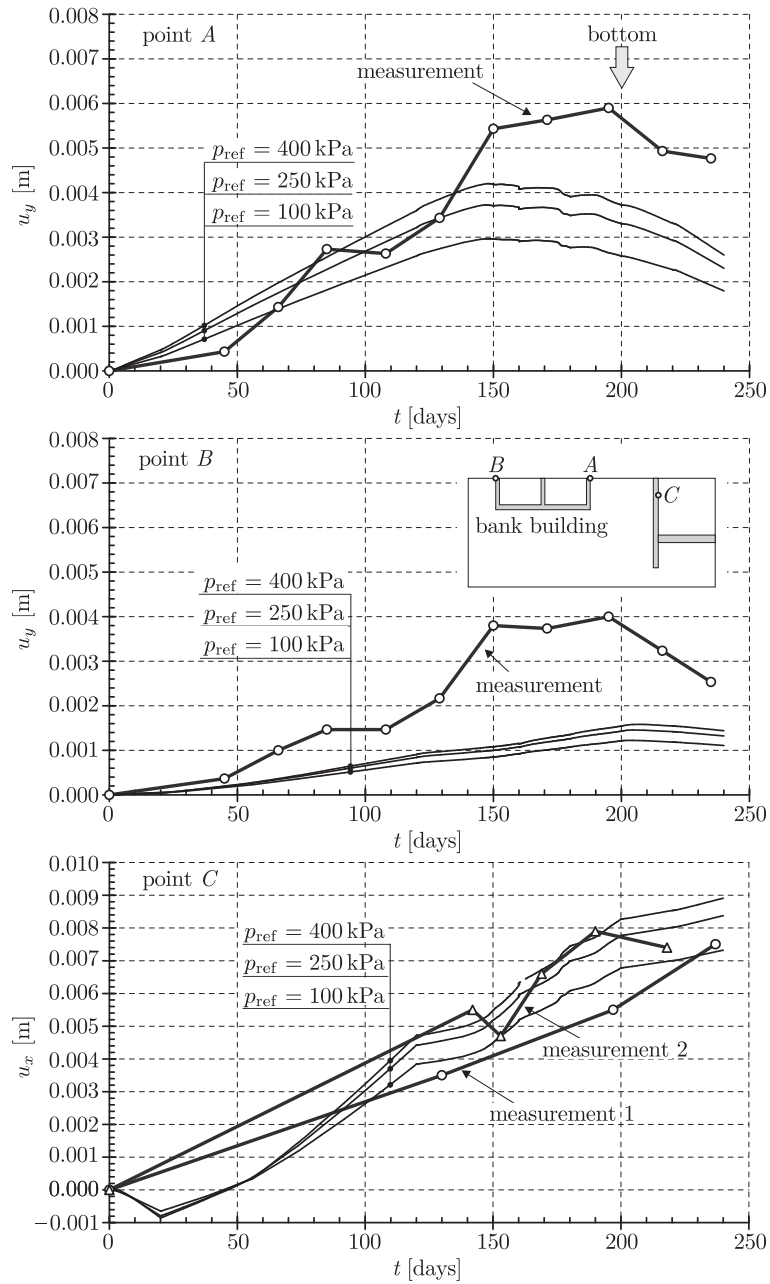 0.008
point A
bottom
0.007
measurement
0.006
0.005
p_ref = 400 kPa
0.004
p_ref = 250 kPa
p_ref = 100 kPa
0.003
0.002
0.001
0.000
u_y [m]
0 50 100 150 200 250
t [days]
0.008
point B
B A
0.007
C
bank building
0.006
0.005
p_ref = 400 kPa
0.004
p_ref = 250 kPa
p_ref = 100 kPa
0.003
measurement
0.002
0.001
0.000
u_y [m]
0 50 100 150 200 250
t [days]
0.010
point C
0.009
0.008
p_ref = 400 kPa
0.007
p_ref = 250 kPa
0.006
p_ref = 100 kPa
0.005
measurement 2
0.004
0.003
measurement 1
0.002
0.001
0.000
−0.001
u_x [m]
0 50 100 150 200 250
t [days]